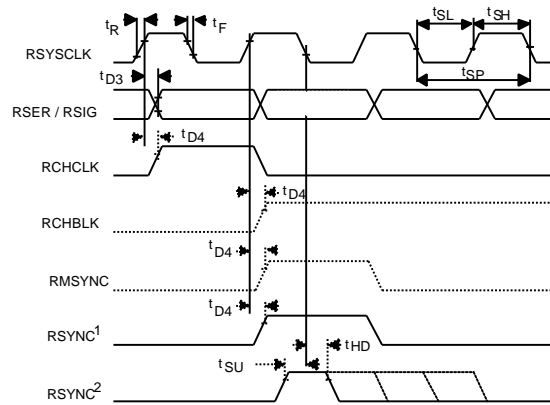 tR tF tSL tSH
RSYSCLK
tSP
tD3
RSER / RSIG
tD4
RCHCLK
tD4
RCHBLK
tD4
RMSYNC
tD4
RSYNC1
tHD
tSU
RSYNC2